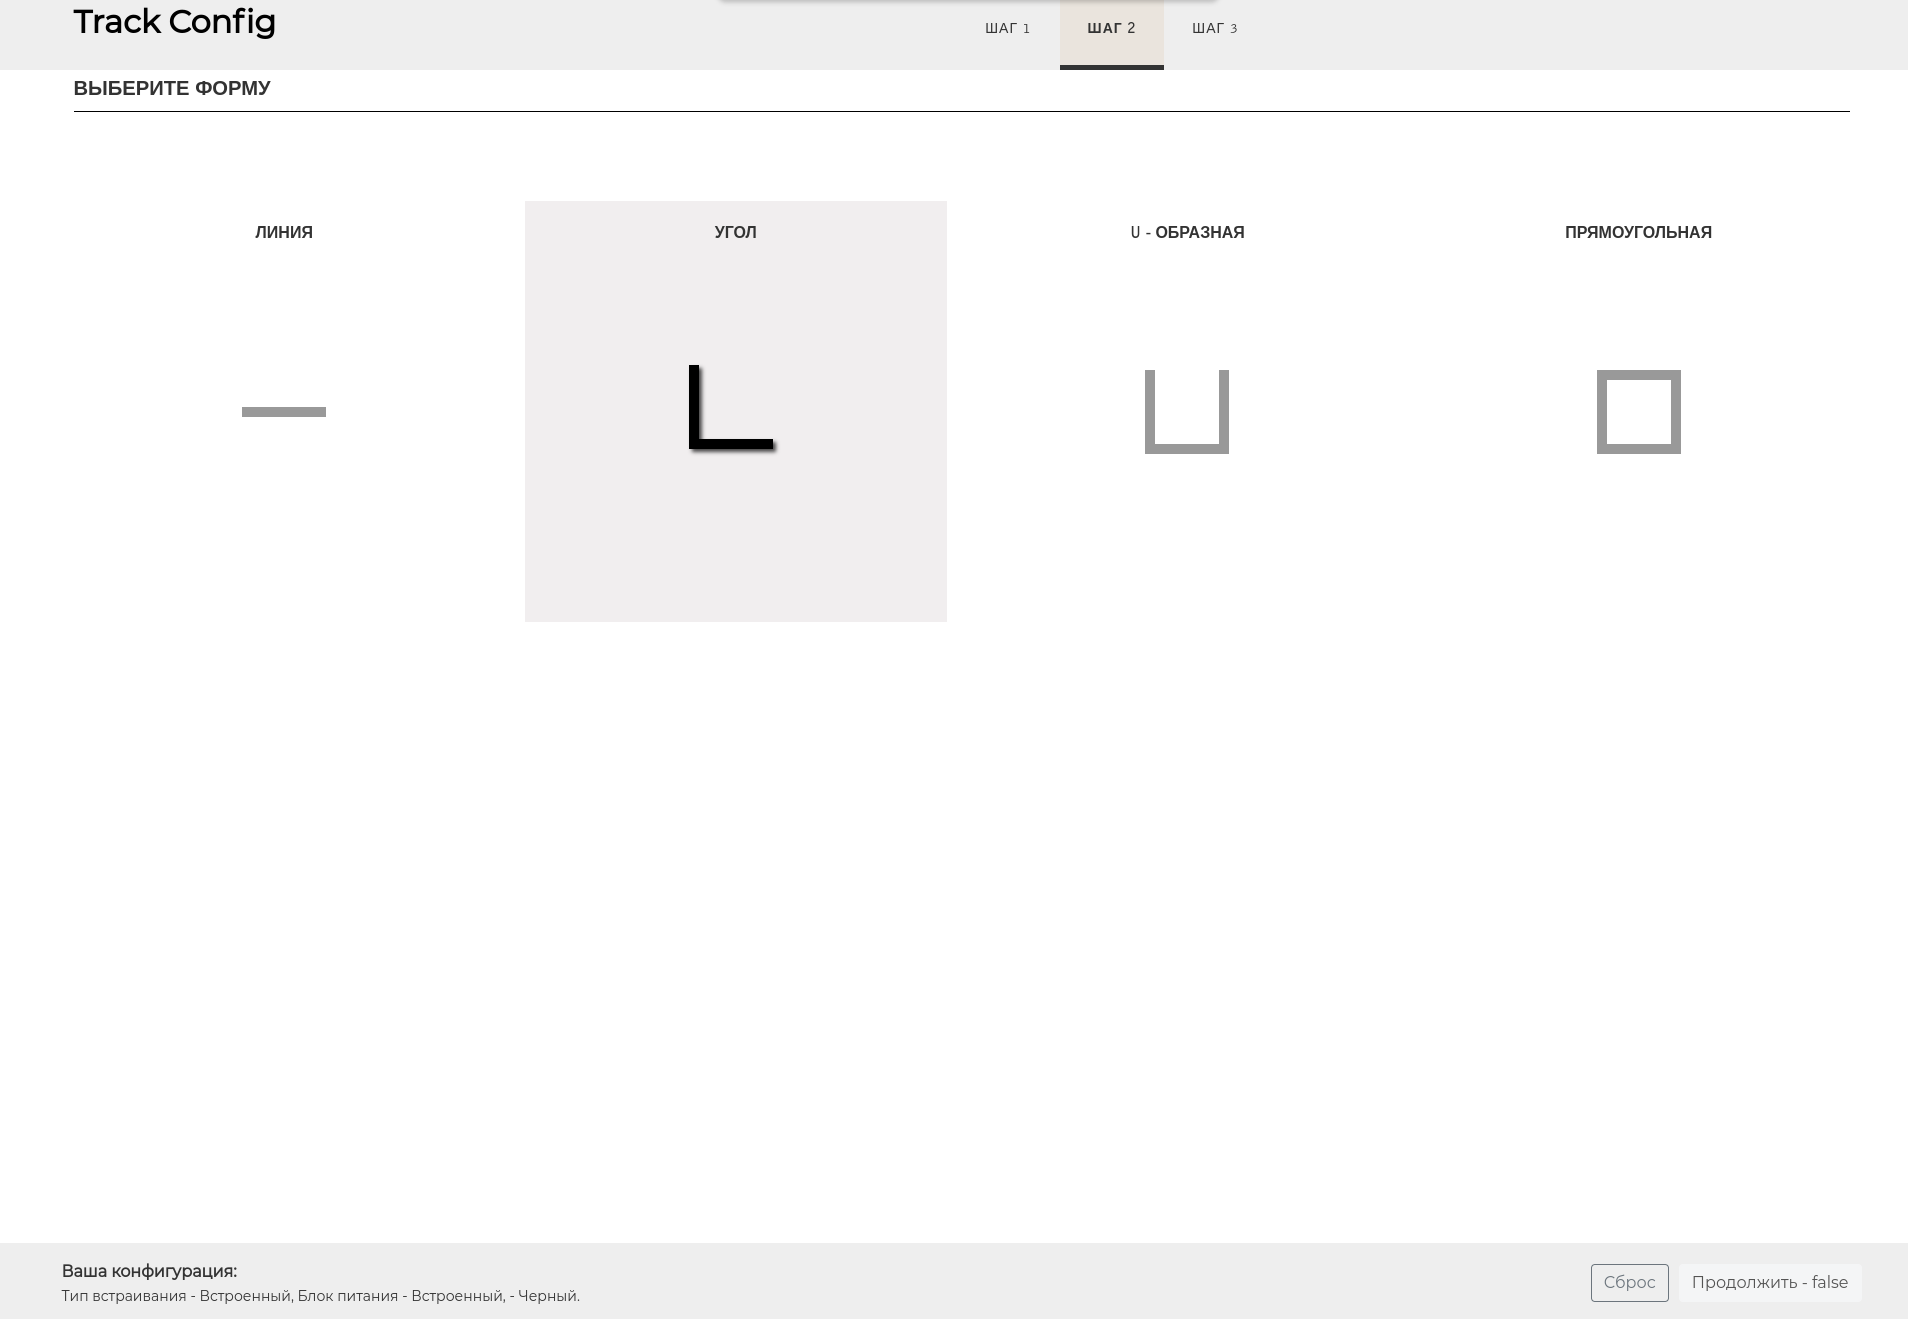 Track Config
ШАГ 1
ШАГ 2
ШАГ 3
ВЫБЕРИТЕ ФОРМУ
ЛИНИЯ
УГОЛ
U - ОБРАЗНАЯ
ПРЯМОУГОЛЬНАЯ
Ваша конфигурация:
Тип встраивания - Встроенный, Блок питания - Встроенный, - Черный.
Сброс
Продолжить - false